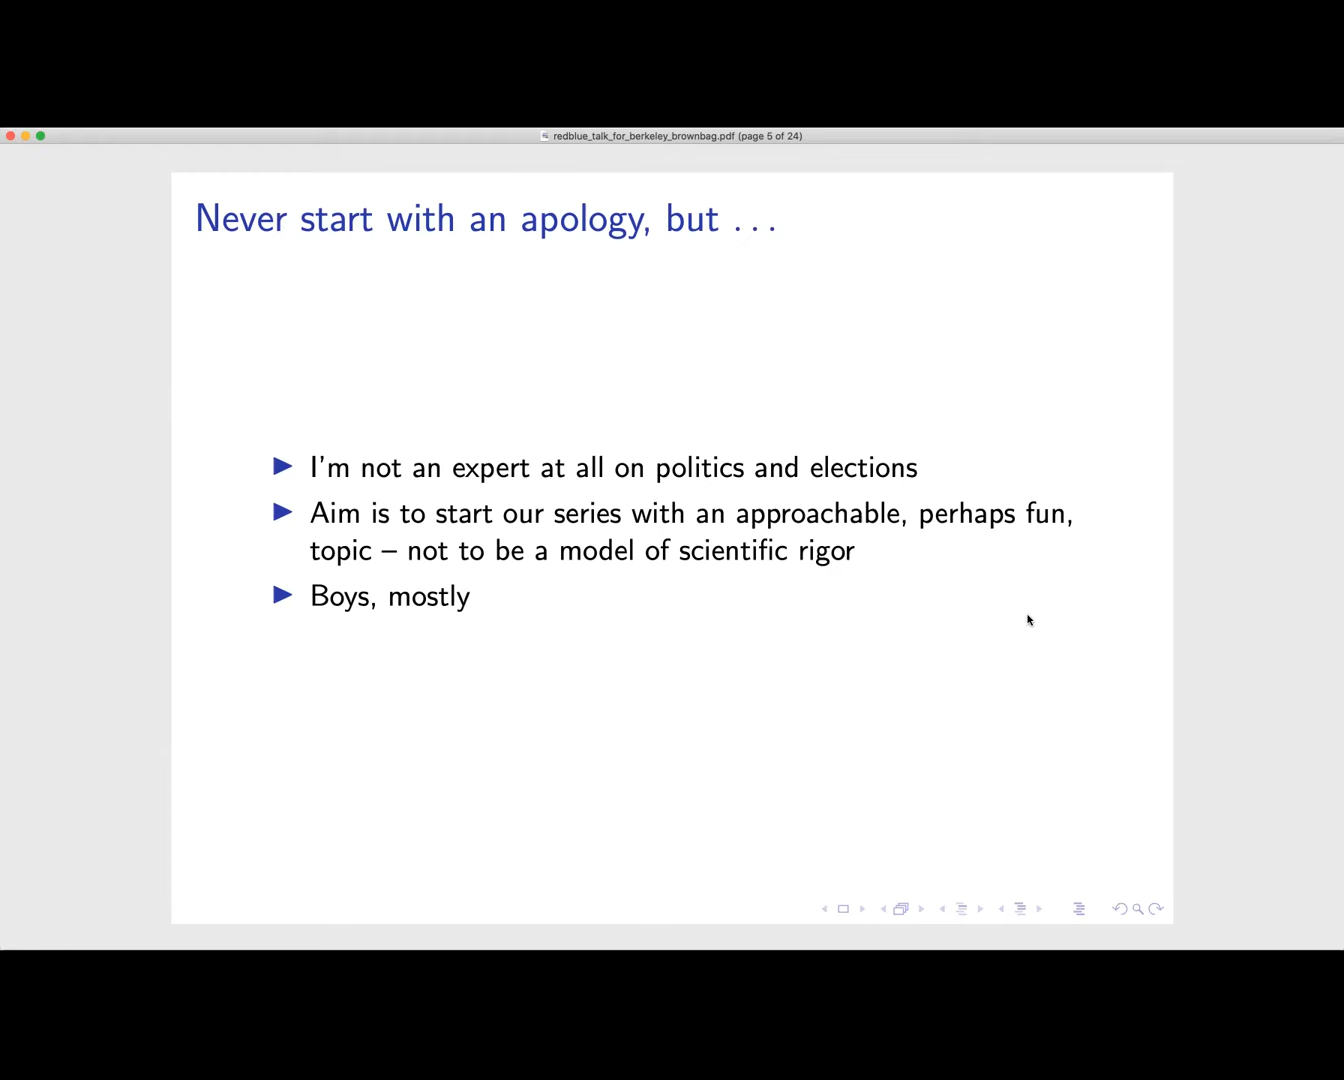 redblue_talk_for_berkeley_brownbag.pdf (page 5 of 24)
Never start with an apology, but . . .
I'm not an expert at all on politics and elections
Aim is to start our series with an approachable, perhaps fun,
topic – not to be a model of scientific rigor
Boys, mostly